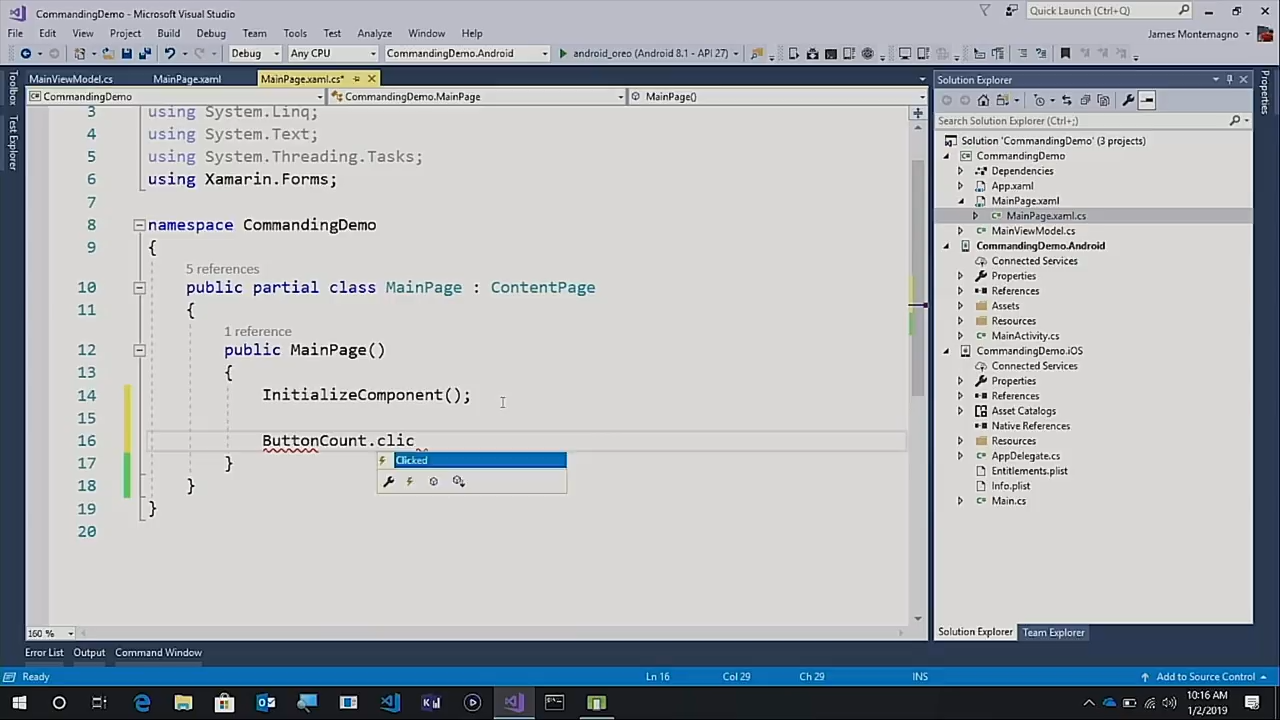 CommandingDemo - Microsoft Visual Studio
Quick Launch (Ctrl+Q)
File Edit View Project Build Debug Team Tools Test Analyze Window Help
James Montemagno
Debug Any CPU CommandingDemo.Android android_oreo (Android 8.1 - API 27)
MainViewModel.cs MainPage.xaml MainPage.xaml.cs*
CommandingDemo CommandingDemo.MainPage MainPage()
Toolbox
Test Explorer
3 using System.Linq;
4 using System.Text;
5 using System.Threading.Tasks;
6 using Xamarin.Forms;
7
8 namespace CommandingDemo
9 {
5 references
10 public partial class MainPage : ContentPage
11 {
1 reference
12 public MainPage()
13 {
14 InitializeComponent();
15
16 ButtonCount.clic
Clicked
17 }
18 }
19 }
20
160 %
Solution Explorer
Search Solution Explorer (Ctrl+;)
Solution 'CommandingDemo' (3 projects)
CommandingDemo
Dependencies
App.xaml
MainPage.xaml
MainPage.xaml.cs
MainViewModel.cs
CommandingDemo.Android
Connected Services
Properties
References
Assets
Resources
MainActivity.cs
CommandingDemo.iOS
Connected Services
Properties
References
Asset Catalogs
Native References
Resources
AppDelegate.cs
Entitlements.plist
Info.plist
Main.cs
Solution Explorer Team Explorer
Properties
Error List Output Command Window
Ready Ln 16 Col 29 Ch 29 INS Add to Source Control
10:16 AM
1/2/2019